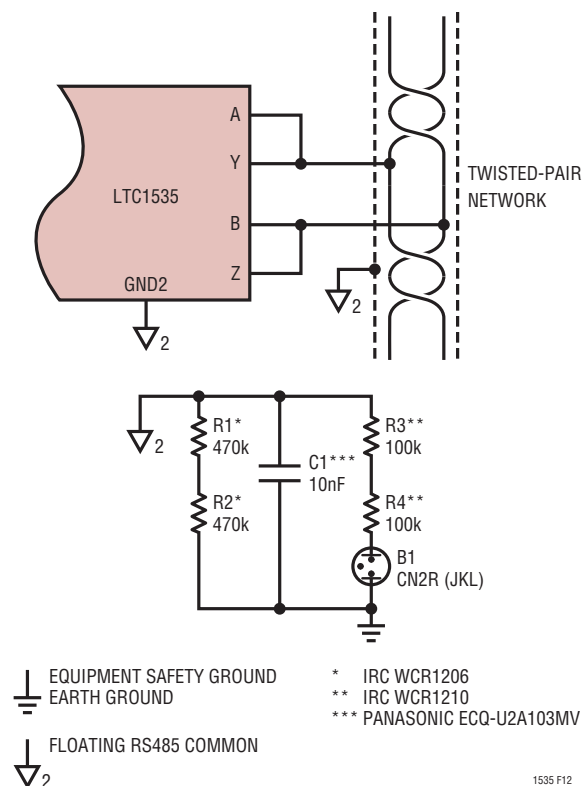 A
Y
LTC1535
B
Z
GND2
2
2
TWISTED-PAIR
NETWORK
2
R1*
470k
R2*
470k
C1***
10nF
R3**
100k
R4**
100k
B1
CN2R (JKL)
EQUIPMENT SAFETY GROUND
EARTH GROUND
FLOATING RS485 COMMON
2
* IRC WCR1206
** IRC WCR1210
*** PANASONIC ECQ-U2A103MV
1535 F12